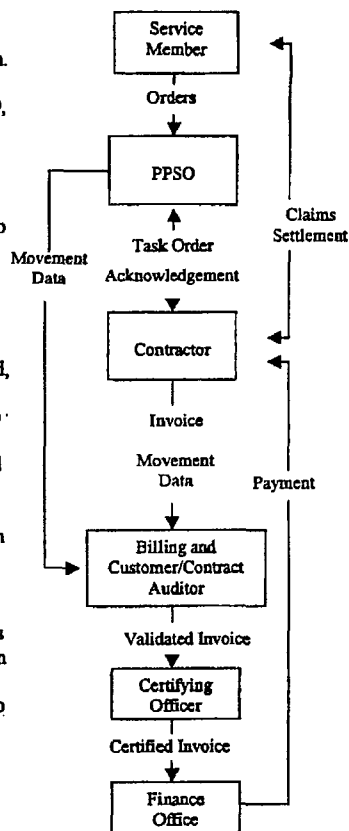 Service
Member
Orders
PPSO
Task Order
Acknowledgement
Claims
Settlement
Movement
Data
Contractor
Invoice
Movement
Data
Payment
Billing and
Customer/Contract
Auditor
Validated Invoice
Certifying
Officer
Certified Invoice
Finance
Office